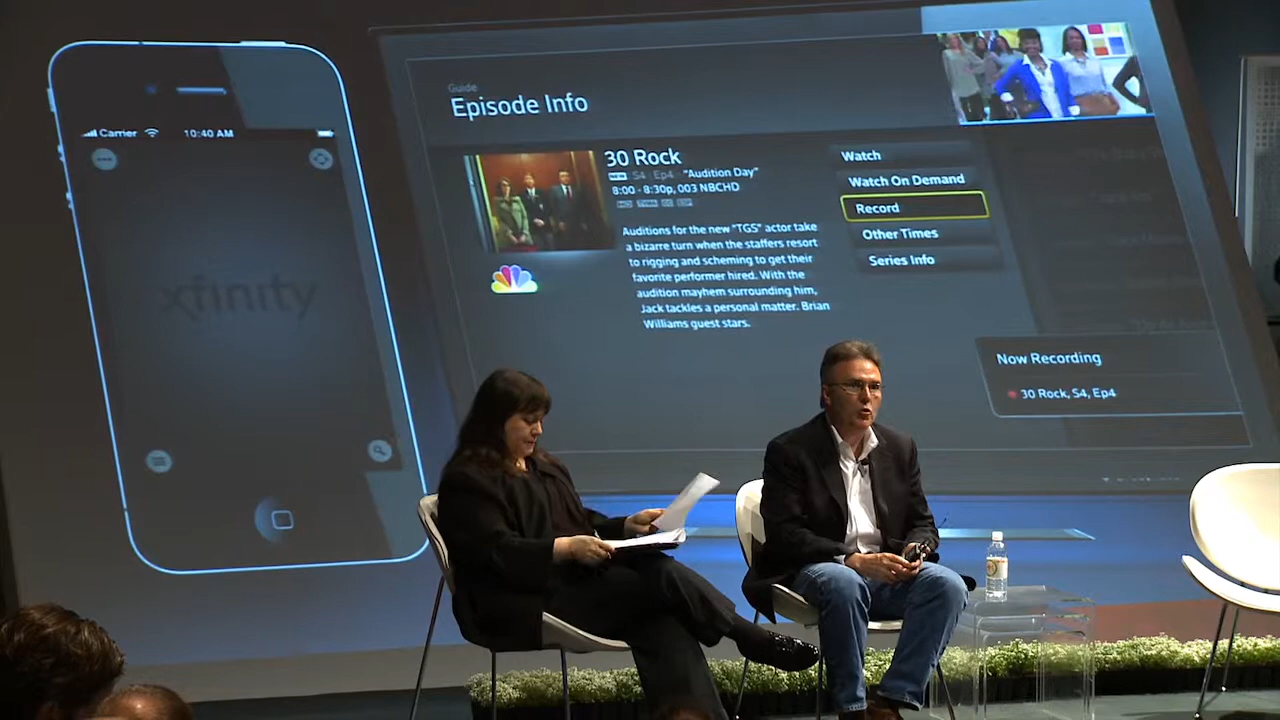 Carrier
10:40 AM
xfinity
Guide
Episode Info
30 Rock
NEW S4 Ep4 - "Audition Day"
8:00 - 8:30p, 003 NBCHD
Auditions for the new "TGS" actor take
a bizarre turn when the staffers resort
to rigging and scheming to get their
favorite performer hired. With the
audition mayhem surrounding him,
Jack tackles a personal matter. Brian
Williams guest stars.
Watch
Watch On Demand
Record
Other Times
Series Info
Now Recording
30 Rock, S4, Ep4